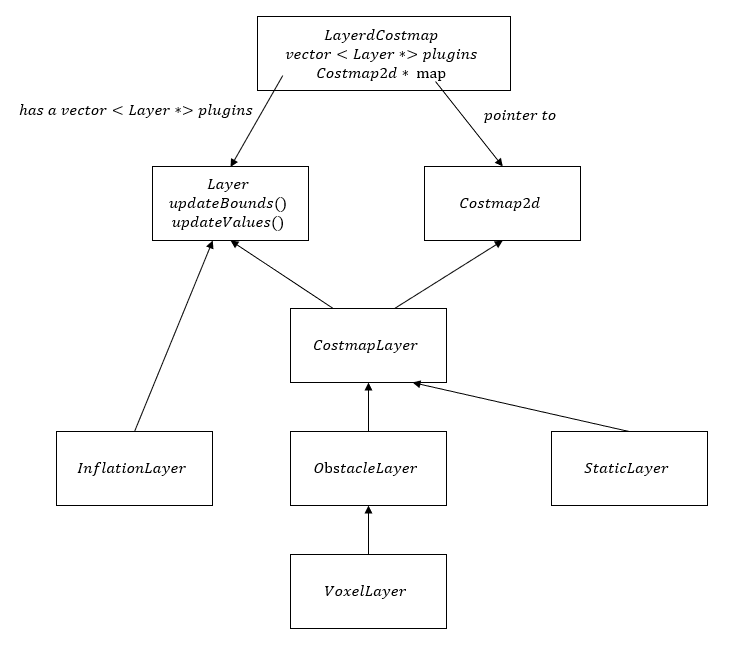 LayerdCostmap
vector < Layer *> plugins
Costmap2d * map
has a vector < Layer *> plugins
pointer to
Layer
updateBounds()
updateValues()
Costmap2d
CostmapLayer
InflationLayer
ObstacleLayer
StaticLayer
VoxelLayer